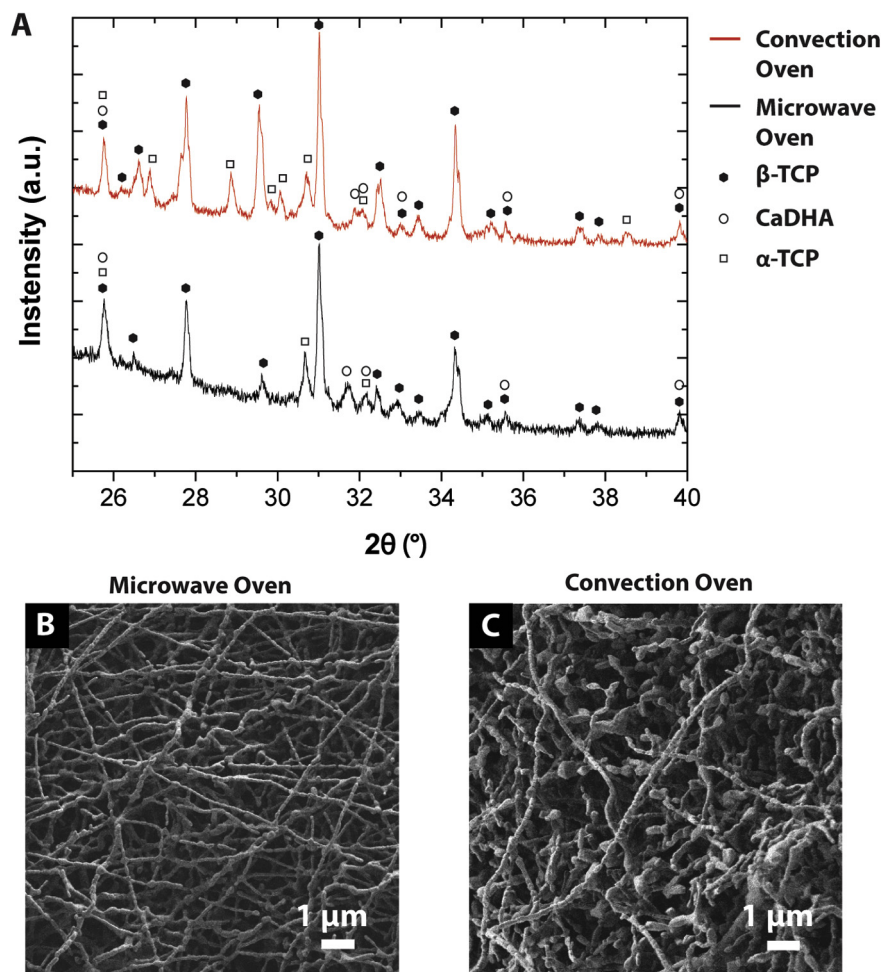 A
Instensity (a.u.)
26 28 30 32 34 36 38 40
2θ (°)
Convection
Oven
Microwave
Oven
β-TCP
CaDHA
α-TCP
Microwave Oven
Convection Oven
B
1 μm
C
1 μm